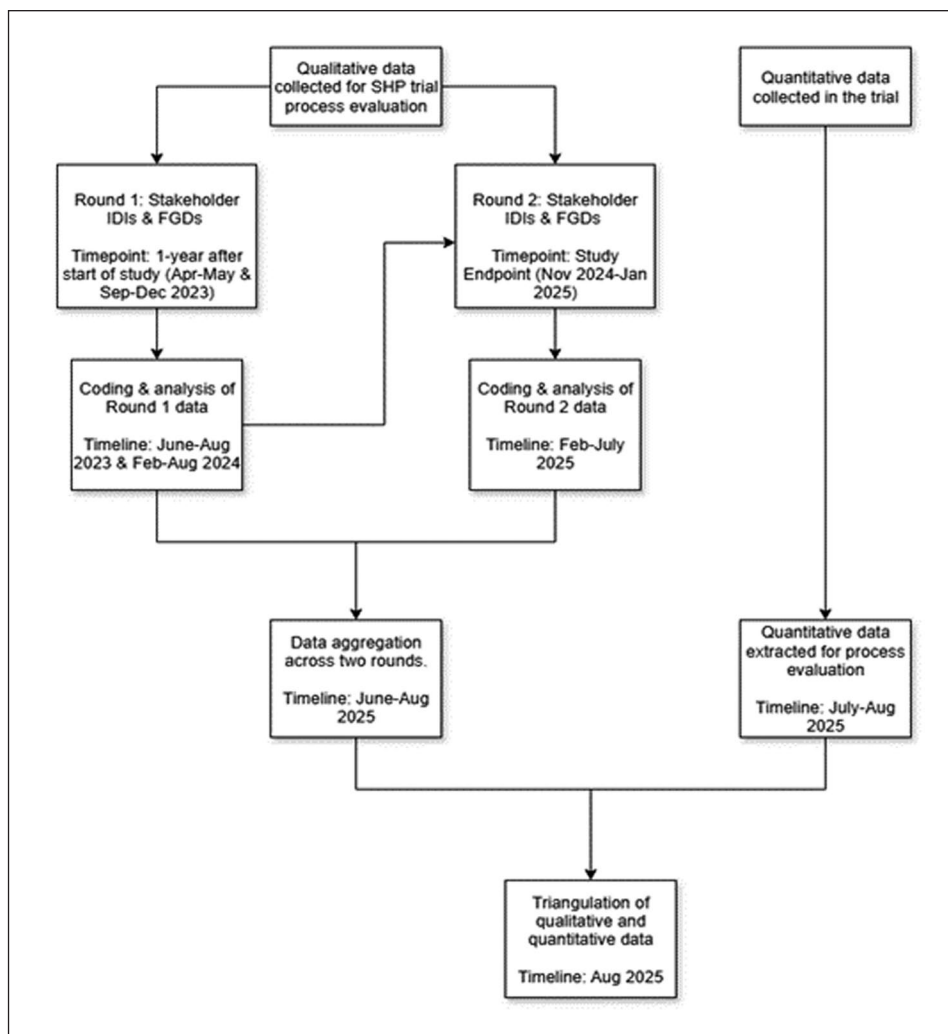 Qualitative data
collected for SHP trial
process evaluation
Quantitative data
collected in the trial
Round 1: Stakeholder
IDIs & FGDs
Timepoint: 1-year after
start of study (Apr-May &
Sep-Dec 2023)
Round 2: Stakeholder
IDIs & FGDs
Timepoint: Study
Endpoint (Nov 2024-Jan
2025)
Coding & analysis of
Round 1 data
Timeline: June-Aug
2023 & Feb-Aug 2024
Coding & analysis of
Round 2 data
Timeline: Feb-July
2025
Data aggregation
across two rounds.
Timeline: June-Aug
2025
Quantitative data
extracted for process
evaluation
Timeline: July-Aug
2025
Triangulation of
qualitative and
quantitative data
Timeline: Aug 2025